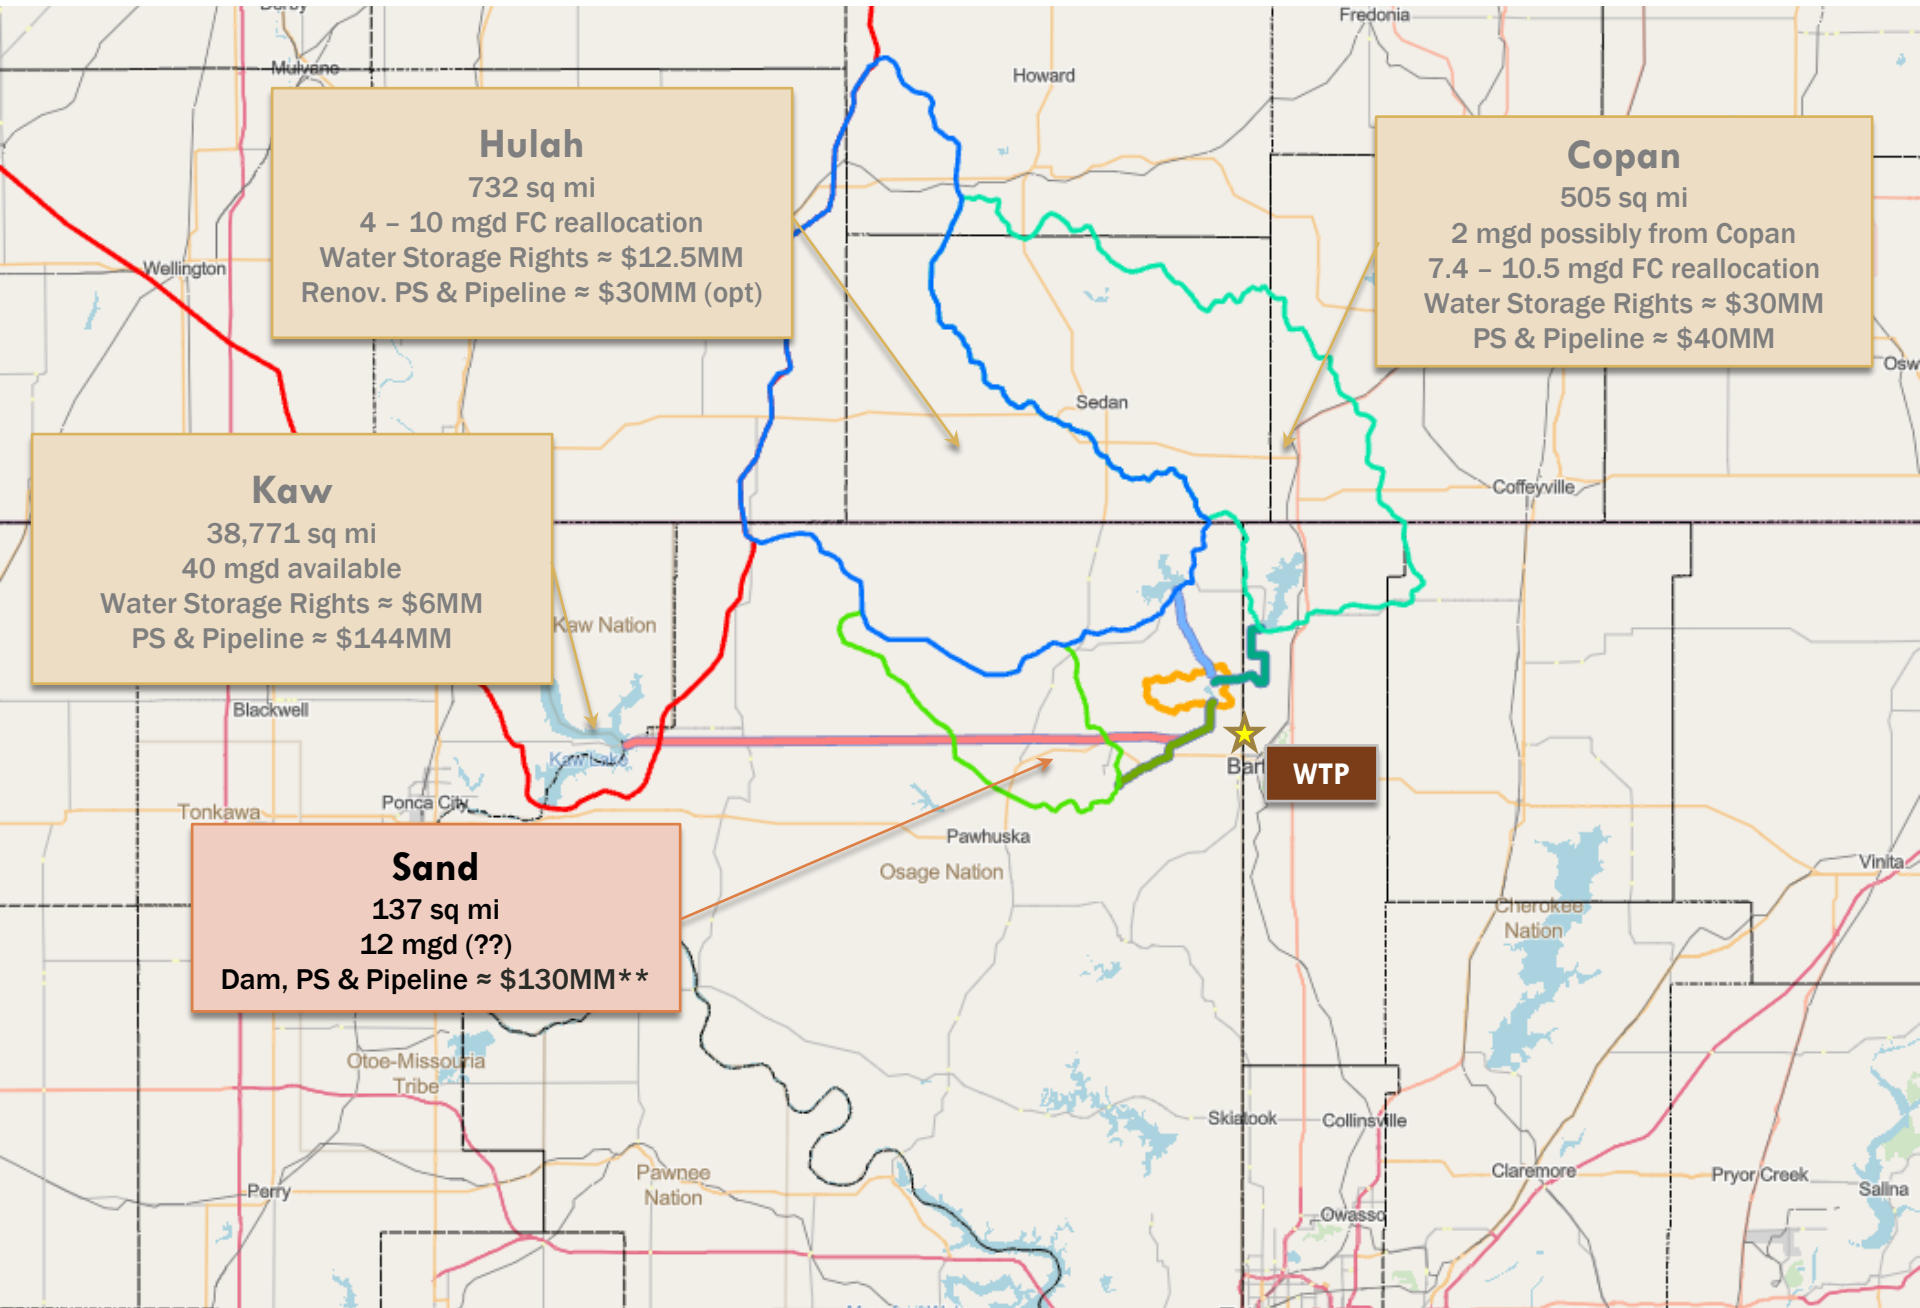 Fredonia
Mulvane
Howard
Hulah
732 sq mi
4 – 10 mgd FC reallocation
Water Storage Rights ≈ $12.5MM
Renov. PS & Pipeline ≈ $30MM (opt)
Copan
505 sq mi
2 mgd possibly from Copan
7.4 – 10.5 mgd FC reallocation
Water Storage Rights ≈ $30MM
PS & Pipeline ≈ $40MM
Wellington
Osw
Sedan
Kaw
38,771 sq mi
40 mgd available
Water Storage Rights ≈ $6MM
PS & Pipeline ≈ $144MM
Coffeyville
Kaw Nation
Blackwell
Kaw Lake
Bart
WTP
Ponca City
Tonkawa
Pawhuska
Osage Nation
Vinita
Sand
137 sq mi
12 mgd (??)
Dam, PS & Pipeline ≈ $130MM**
Cherokee
Nation
Otoe-Missouria
Tribe
Skiatook
Collinsville
Pawnee
Nation
Claremore
Pryor Creek
Perry
Salina
Owasso